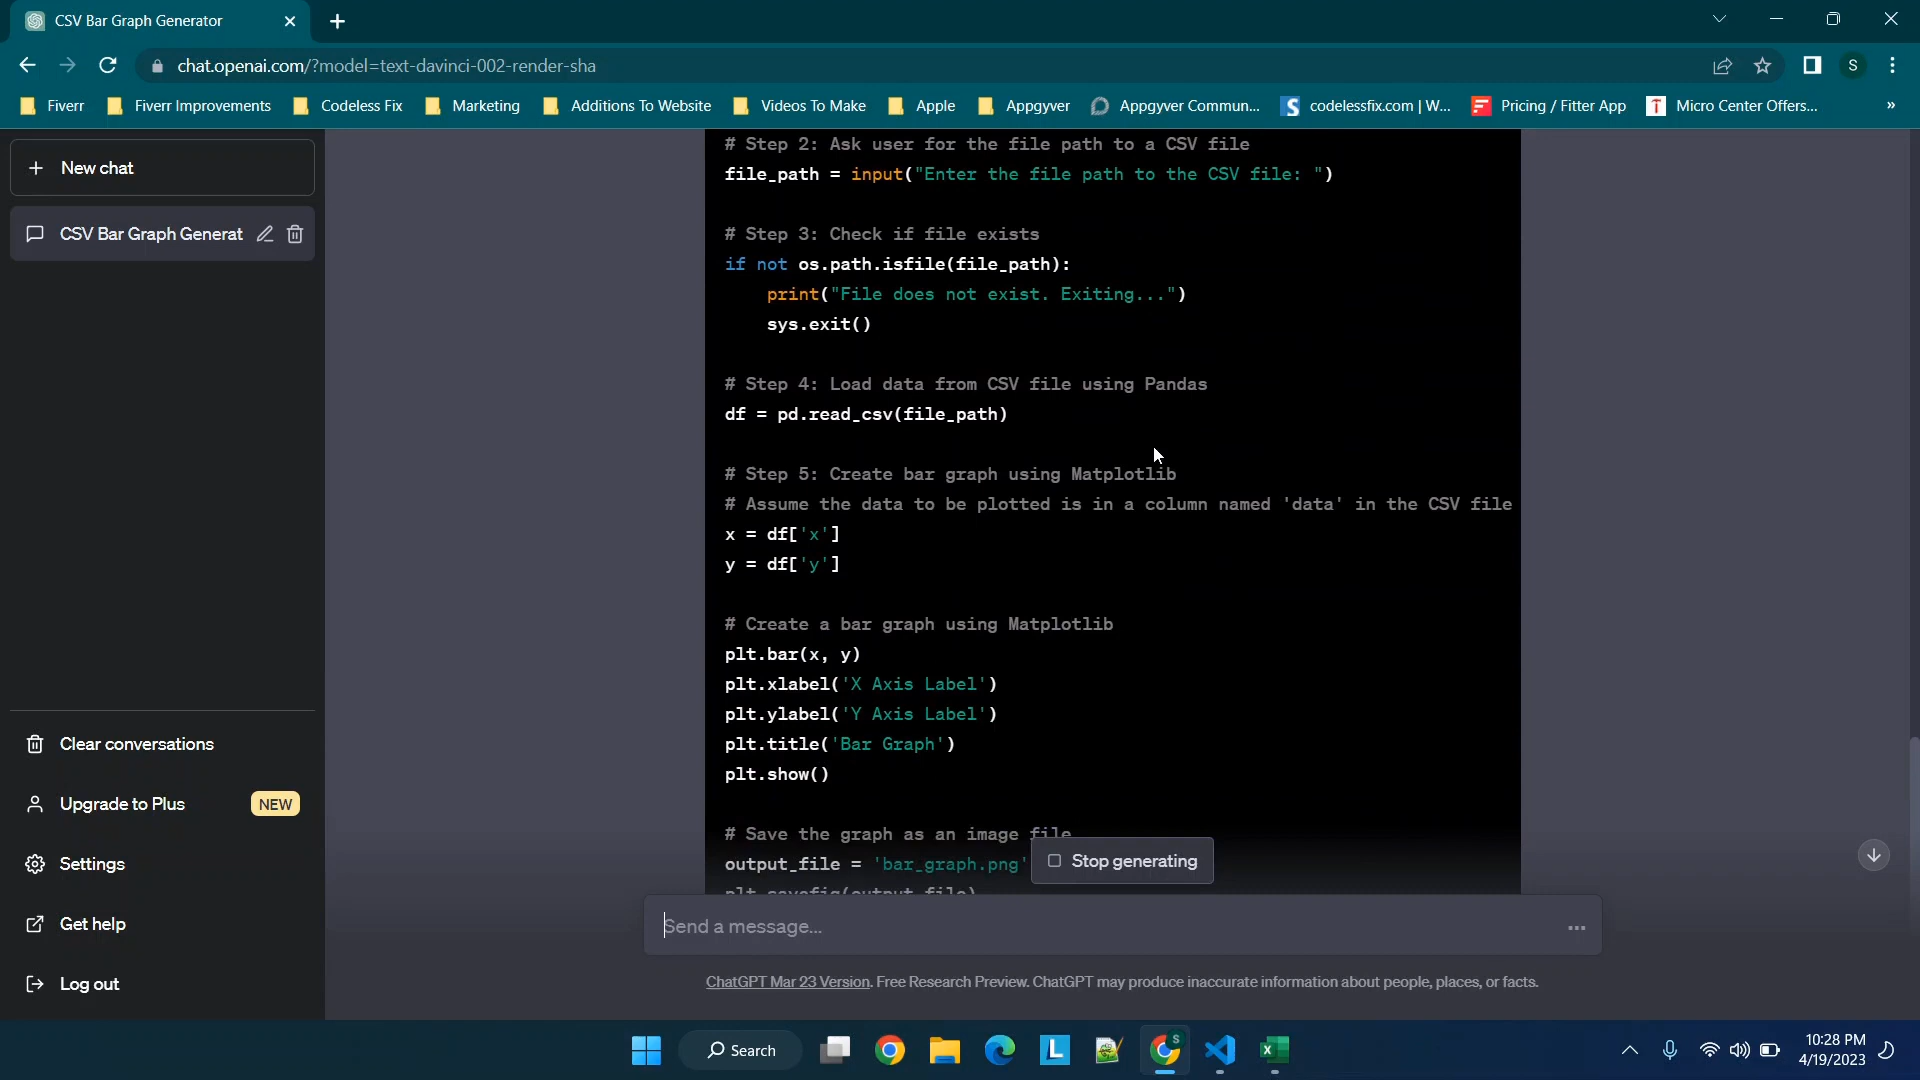 CSV Bar Graph Generator
chat.openai.com/?model=text-davinci-002-render-sha
S
Fiverr
Fiverr Improvements
Codeless Fix
Marketing
Additions To Website
Videos To Make
Apple
Appgyver
Appgyver Commun...
codelessfix.com | W...
Pricing / Fitter App
Micro Center Offers...
»
New chat
CSV Bar Graph Generat
Clear conversations
Upgrade to Plus
NEW
Settings
Get help
Log out
# Step 2: Ask user for the file path to a CSV file
file_path = input("Enter the file path to the CSV file: ")
# Step 3: Check if file exists
if not os.path.isfile(file_path):
print("File does not exist. Exiting...")
sys.exit()
# Step 4: Load data from CSV file using Pandas
df = pd.read_csv(file_path)
# Step 5: Create bar graph using Matplotlib
# Assume the data to be plotted is in a column named 'data' in the CSV file
x = df['x']
y = df['y']
# Create a bar graph using Matplotlib
plt.bar(x, y)
plt.xlabel('X Axis Label')
plt.ylabel('Y Axis Label')
plt.title('Bar Graph')
plt.show()
# Save the graph as an image file
output_file = 'bar_graph.png'
plt.savefig(output_file)
Stop generating
Send a message...
ChatGPT Mar 23 Version. Free Research Preview. ChatGPT may produce inaccurate information about people, places, or facts.
Search
L
S
10:28 PM
4/19/2023